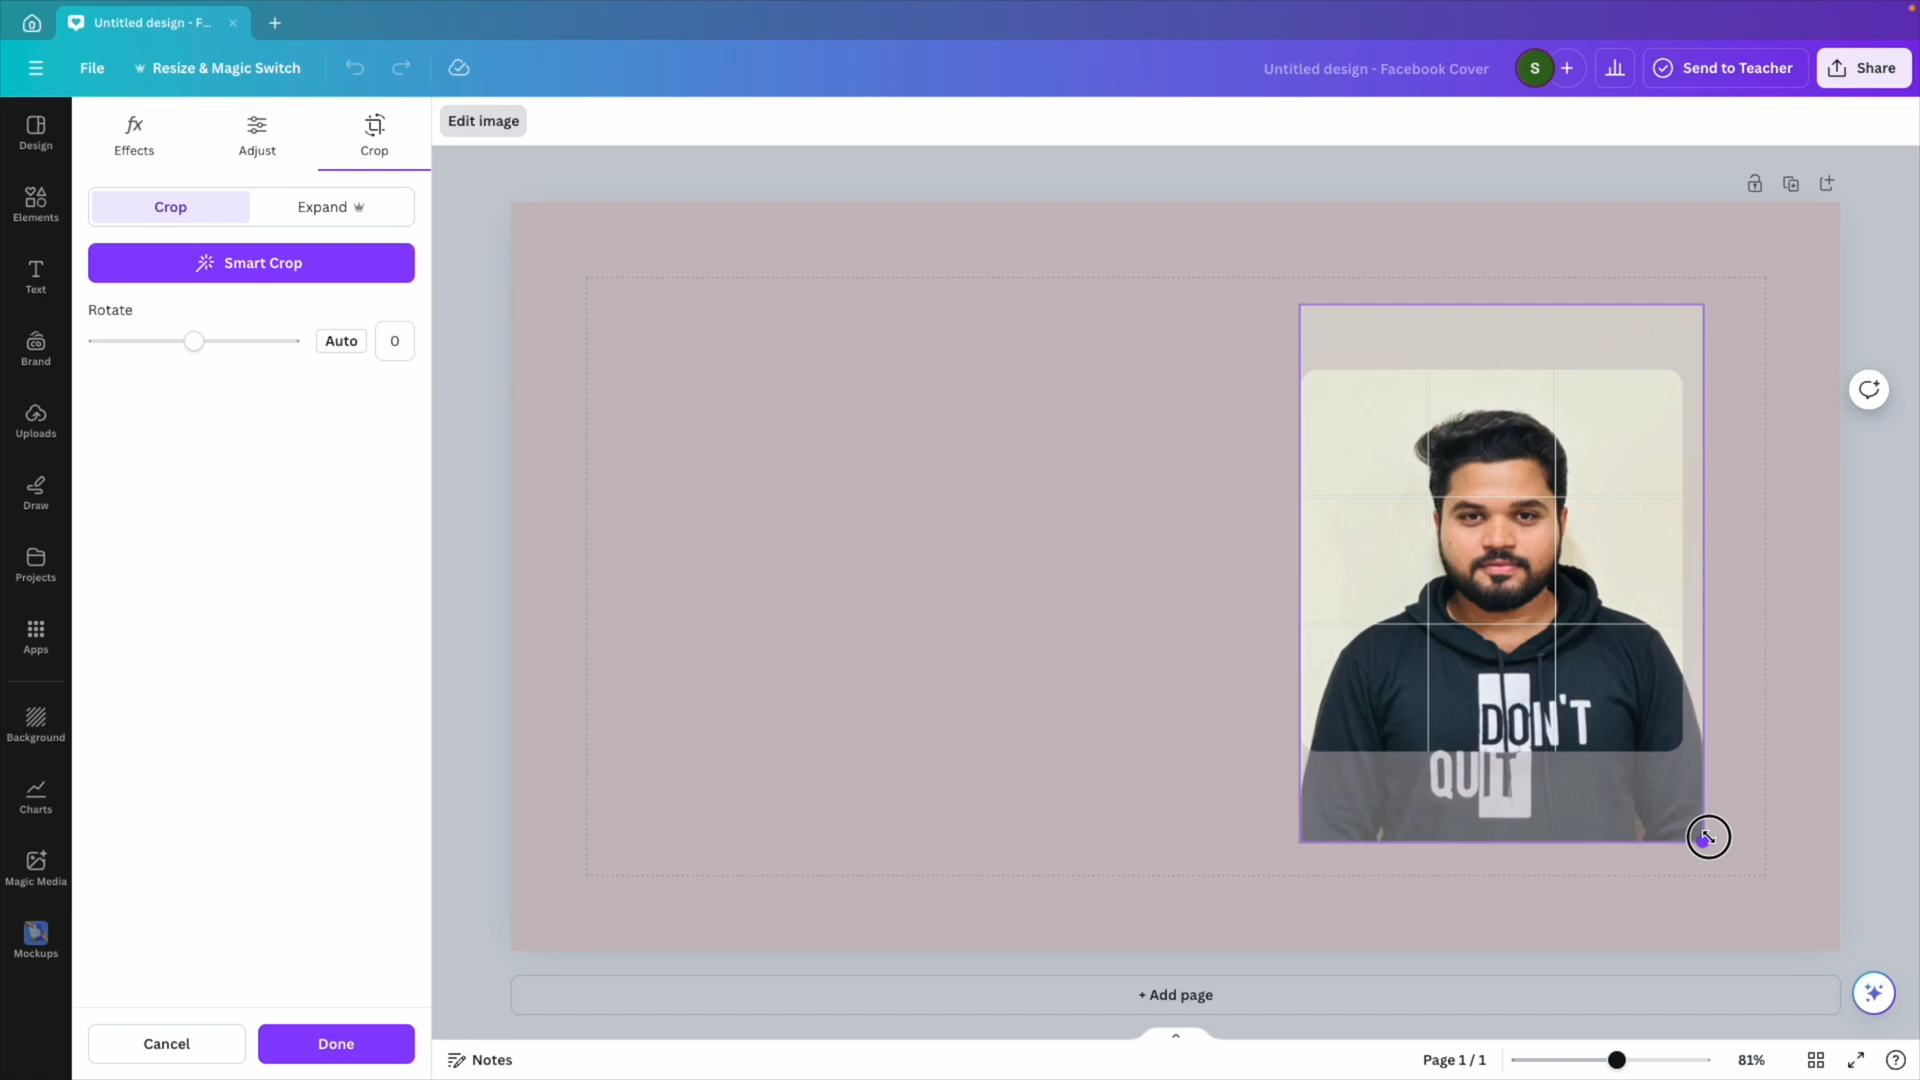 Untitled design - F...
File
Resize & Magic Switch
Untitled design - Facebook Cover
S
Send to Teacher
Share
Design
Elements
Text
Brand
Uploads
Draw
Projects
Apps
Background
Charts
Magic Media
Mockups
fx
Effects
Adjust
Crop
Crop
Expand
Smart Crop
Rotate
Auto
0
Cancel
Done
Edit image
DON'T
QUIT
+ Add page
Notes
Page 1 / 1
81%